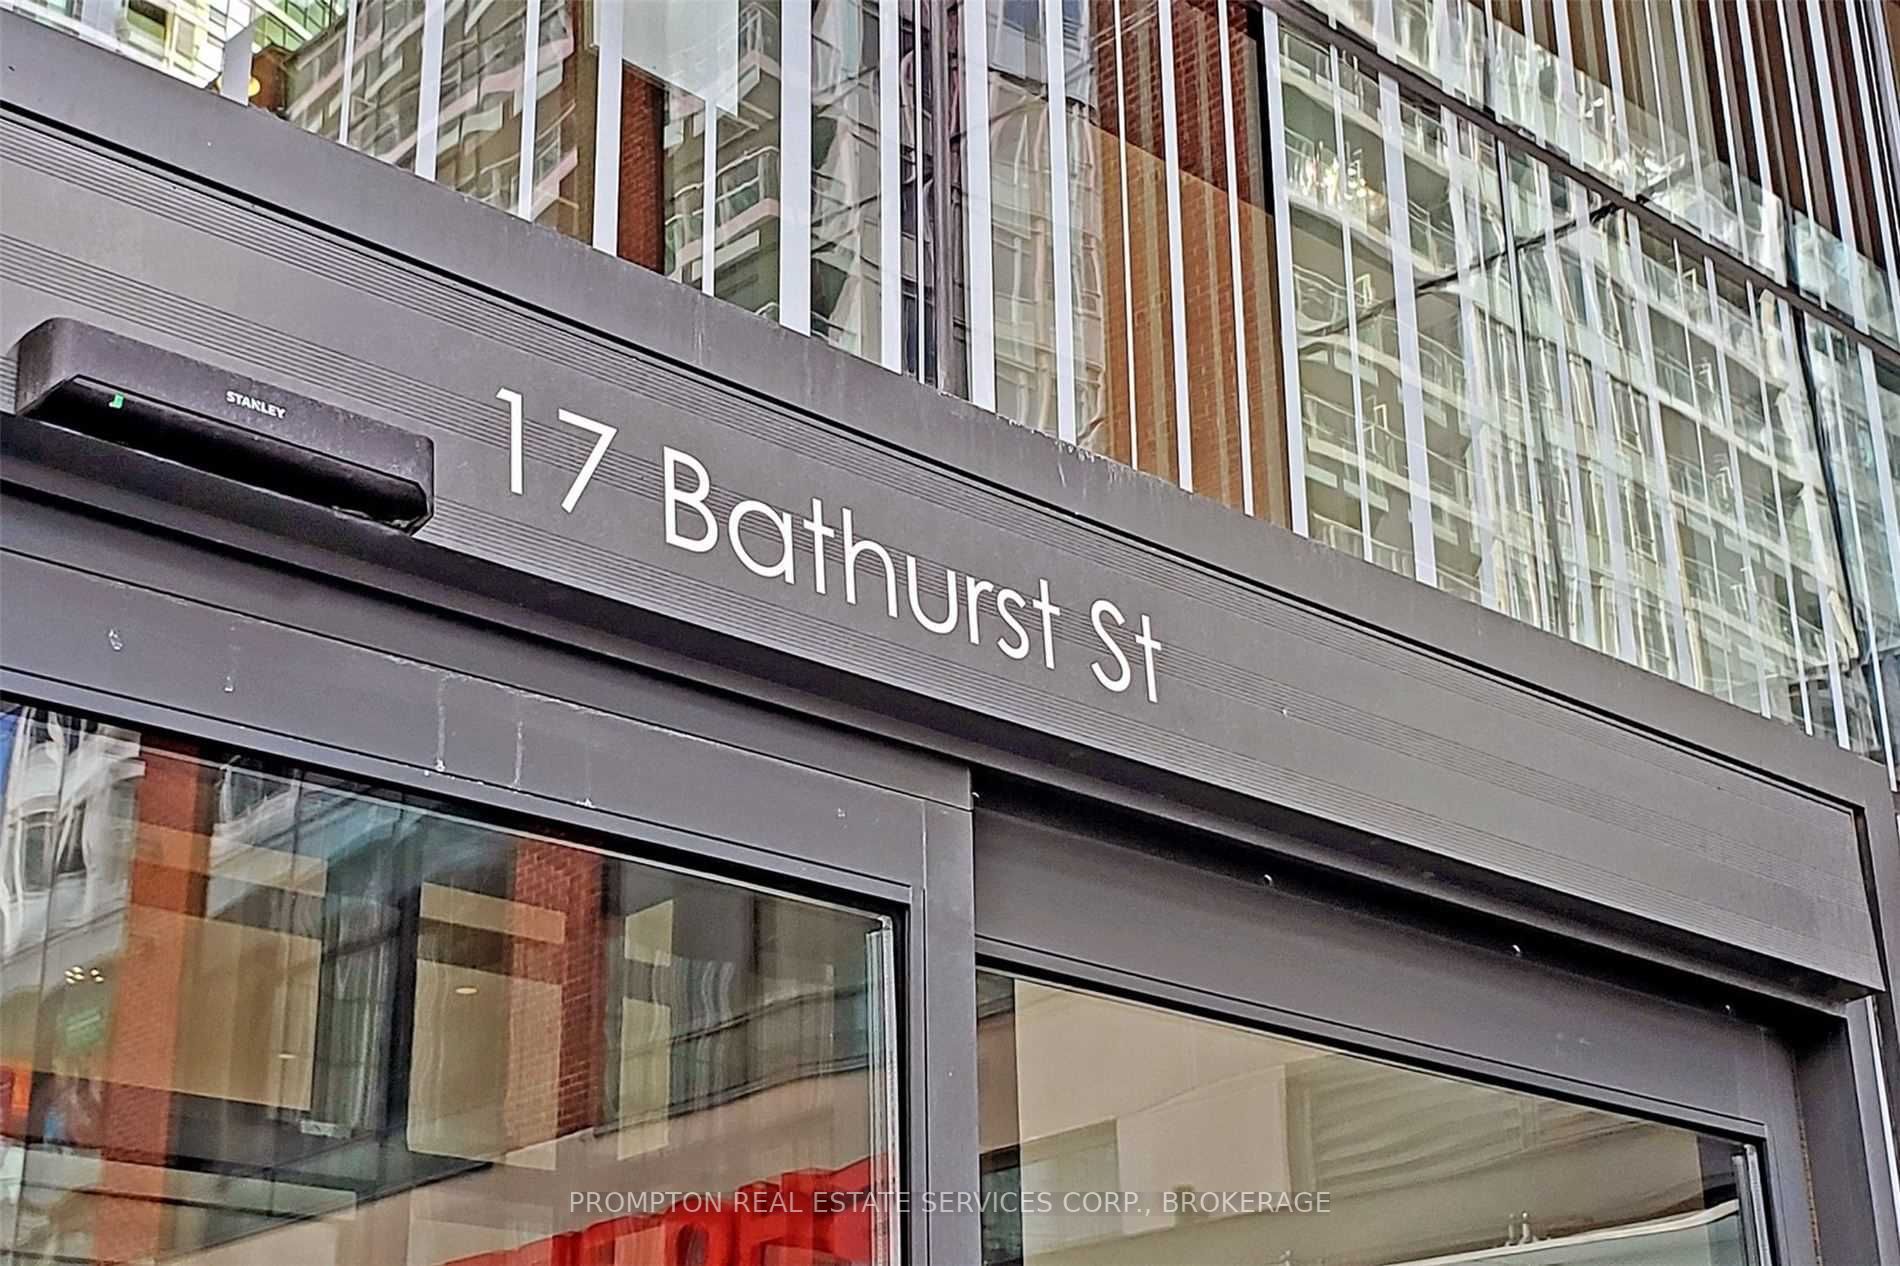 STANLEY
17 Bathurst St
PROMPTON REAL ESTATE SERVICES CORP., BROKERAGE